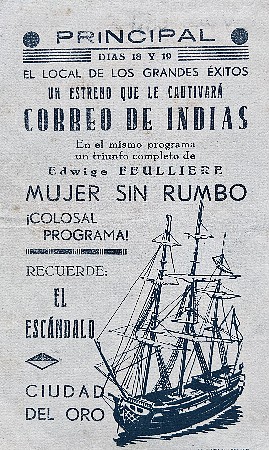 PRINCIPAL
DIAS 18 Y 19
EL LOCAL DE LOS GRANDES ÉXITOS
UN ESTRENO QUE LE CAUTIVARÁ
CORREO DE INDIAS
En el mismo programa
un triunfo completo de
Edwige FEULLIERE
MUJER SIN RUMBO
¡COLOSAL
PROGRAMA!
RECUERDE:
EL
ESCÁNDALO
CIUDAD
DEL ORO